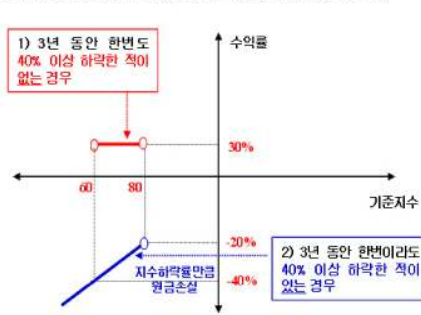 1) 3년 동안 한번도
40% 이상 하락한 적이
없는 경우
수익률
30%
60
80
기준지수
-20%
-40%
지수하락률만큼
원금손실
2) 3년 동안 한번이라도
40% 이상 하락한 적이
있는 경우